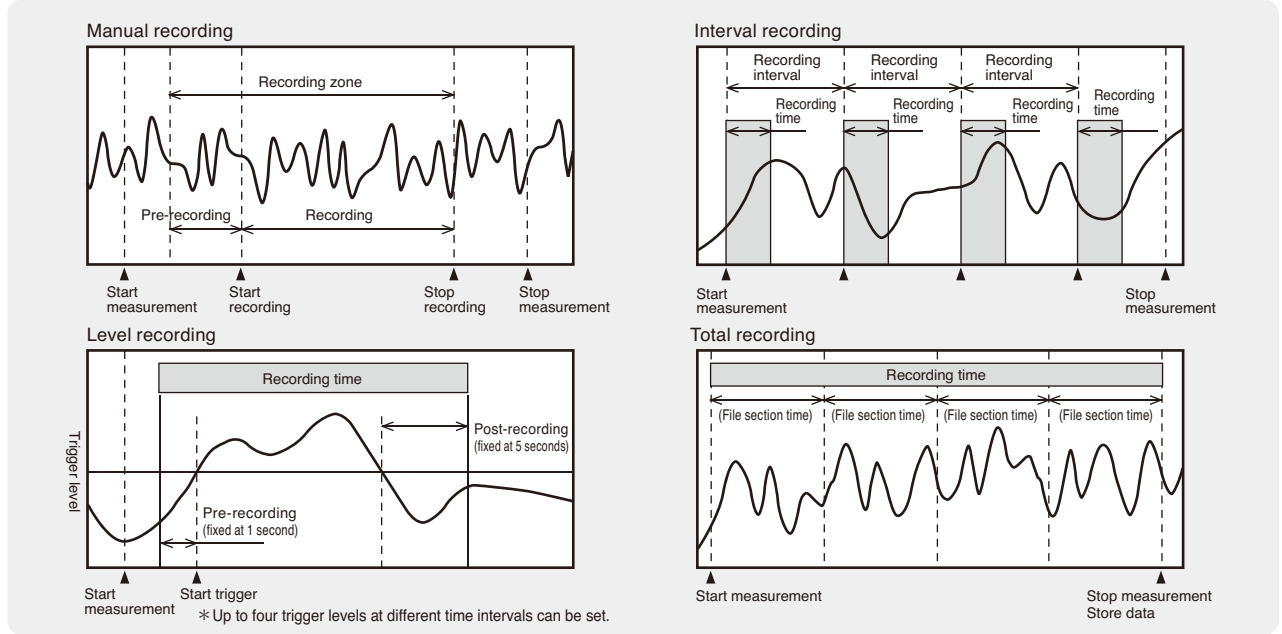 Manual recording
Recording zone
Pre-recording
Recording
Start
measurement
Start
recording
Stop
recording
Stop
measurement
Interval recording
Recording
interval
Recording
interval
Recording
interval
Recording
time
Recording
time
Recording
time
Recording
time
Start
measurement
Stop
measurement
Level recording
Recording time
Trigger level
Post-recording
(fixed at 5 seconds)
Pre-recording
(fixed at 1 second)
Start
measurement
Start trigger
＊Up to four trigger levels at different time intervals can be set.
Total recording
Recording time
(File section time)
(File section time)
(File section time)
(File section time)
Start measurement
Stop measurement
Store data